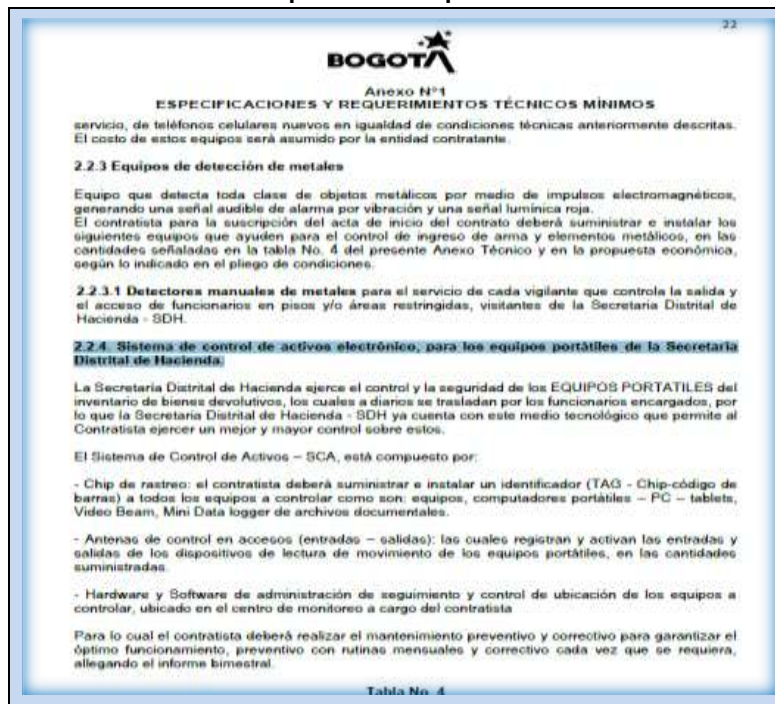 22
BOGOTÁ
Anexo Nº1
ESPECIFICACIONES Y REQUERIMIENTOS TÉCNICOS MÍNIMOS
servicio, de teléfonos celulares nuevos en igualdad de condiciones técnicas anteriormente descritas.
El costo de estos equipos será asumido por la entidad contratante.
2.2.3 Equipos de detección de metales
Equipo que detecta toda clase de objetos metálicos por medio de impulsos electromagnéticos,
generando una señal audible de alarma por vibración y una señal lumínica roja.
El contratista para la suscripción del acta de inicio del contrato deberá suministrar e instalar los
siguientes equipos que ayuden para el control de ingreso de arma y elementos metálicos, en las
cantidades señaladas en la tabla No. 4 del presente Anexo Técnico y en la propuesta económica,
según lo indicado en el pliego de condiciones.
2.2.3.1 Detectores manuales de metales para el servicio de cada vigilante que controla la salida y
el acceso de funcionarios en pisos y/o áreas restringidas, visitantes de la Secretaria Distrital de
Hacienda - SDH.
2.2.4. Sistema de control de activos electrónico, para los equipos portátiles de la Secretaria
Distrital de Hacienda.
La Secretaria Distrital de Hacienda ejerce el control y la seguridad de los EQUIPOS PORTATILES del
inventario de bienes devolutivos, los cuales a diarios se trasladan por los funcionarios encargados, por
lo que la Secretaria Distrital de Hacienda - SDH ya cuenta con este medio tecnológico que permite al
Contratista ejercer un mejor y mayor control sobre estos.
El Sistema de Control de Activos – SCA, está compuesto por:
- Chip de rastreo: el contratista deberá suministrar e instalar un identificador (TAG - Chip-código de
barras) a todos los equipos a controlar como son: equipos, computadores portátiles – PC – tablets,
Video Beam, Mini Data logger de archivos documentales.
- Antenas de control en accesos (entradas – salidas): las cuales registran y activan las entradas y
salidas de los dispositivos de lectura de movimiento de los equipos portátiles, en las cantidades
suministradas.
- Hardware y Software de administración de seguimiento y control de ubicación de los equipos a
controlar, ubicado en el centro de monitoreo a cargo del contratista
Para lo cual el contratista deberá realizar el mantenimiento preventivo y correctivo para garantizar el
óptimo funcionamiento, preventivo con rutinas mensuales y correctivo cada vez que se requiera,
allegando el informe bimestral.
Tabla No. 4